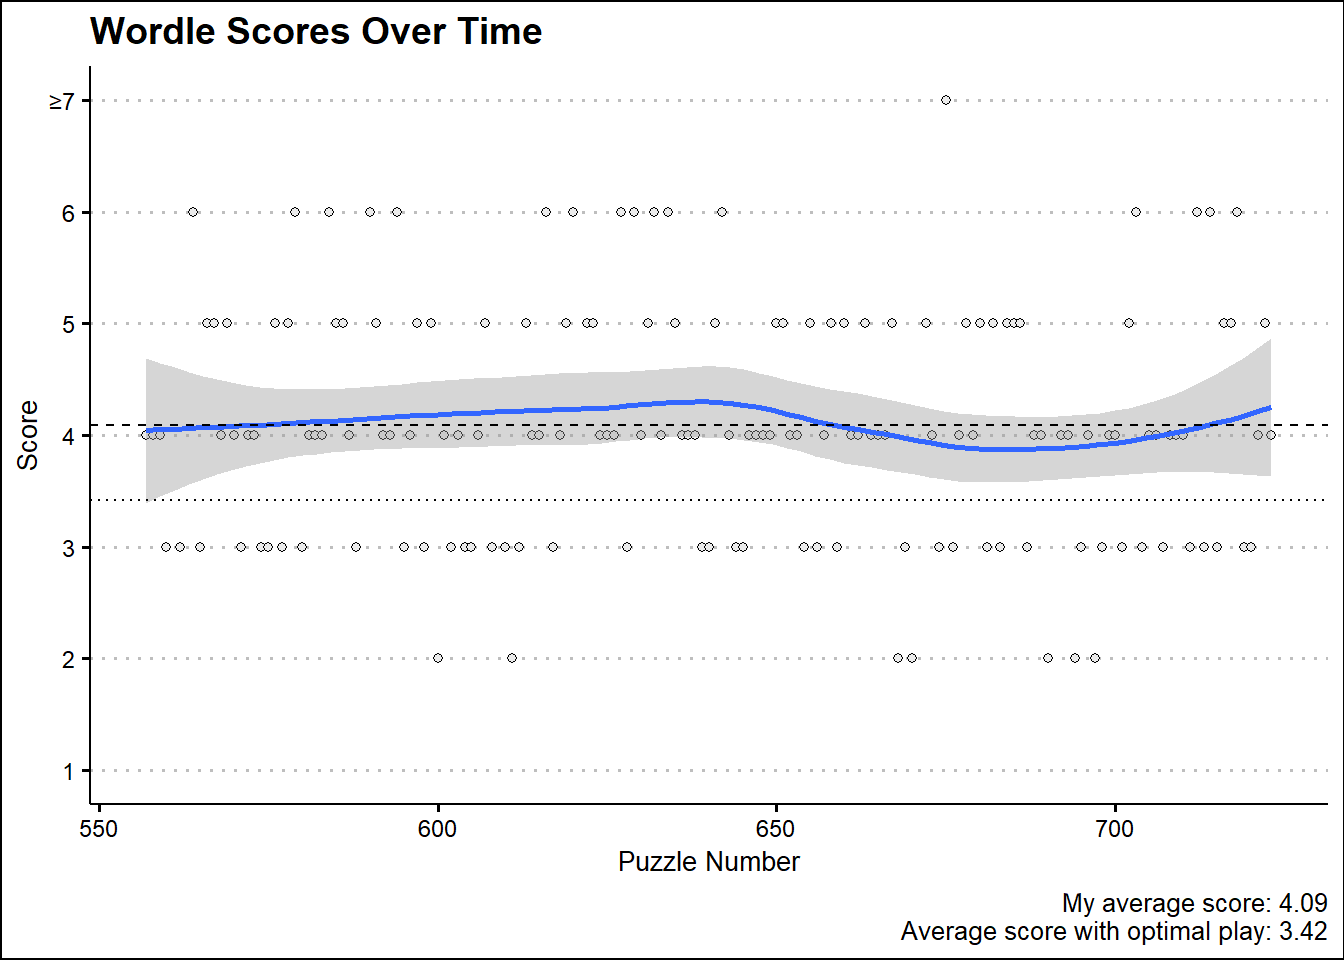 Wordle Scores Over Time
≥7
6
5
4
3
2
1
Score
550 600 650 700
Puzzle Number
My average score: 4.09
Average score with optimal play: 3.42